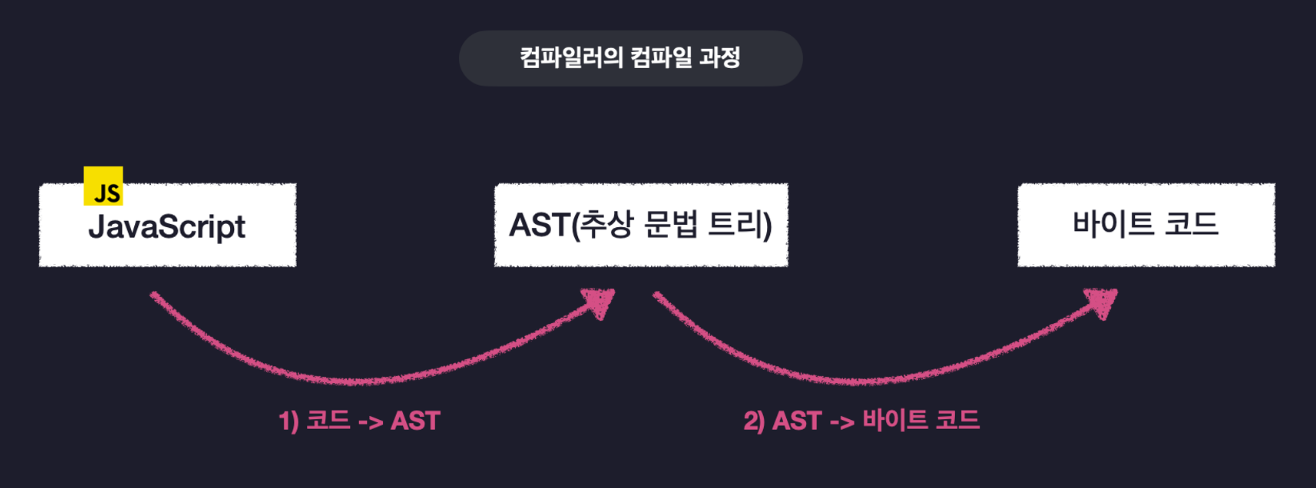 컴파일러의 컴파일 과정
JS
JavaScript
AST(추상 문법 트리)
바이트 코드
1) 코드 -> AST
2) AST -> 바이트 코드